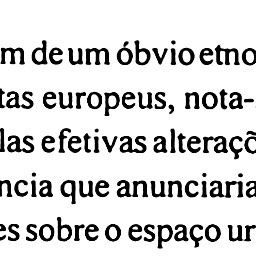 m de um óbvio etno
tas europeus, nota-
las efetivas alteraçõ
ncia que anunciaria
es sobre o espaço ur